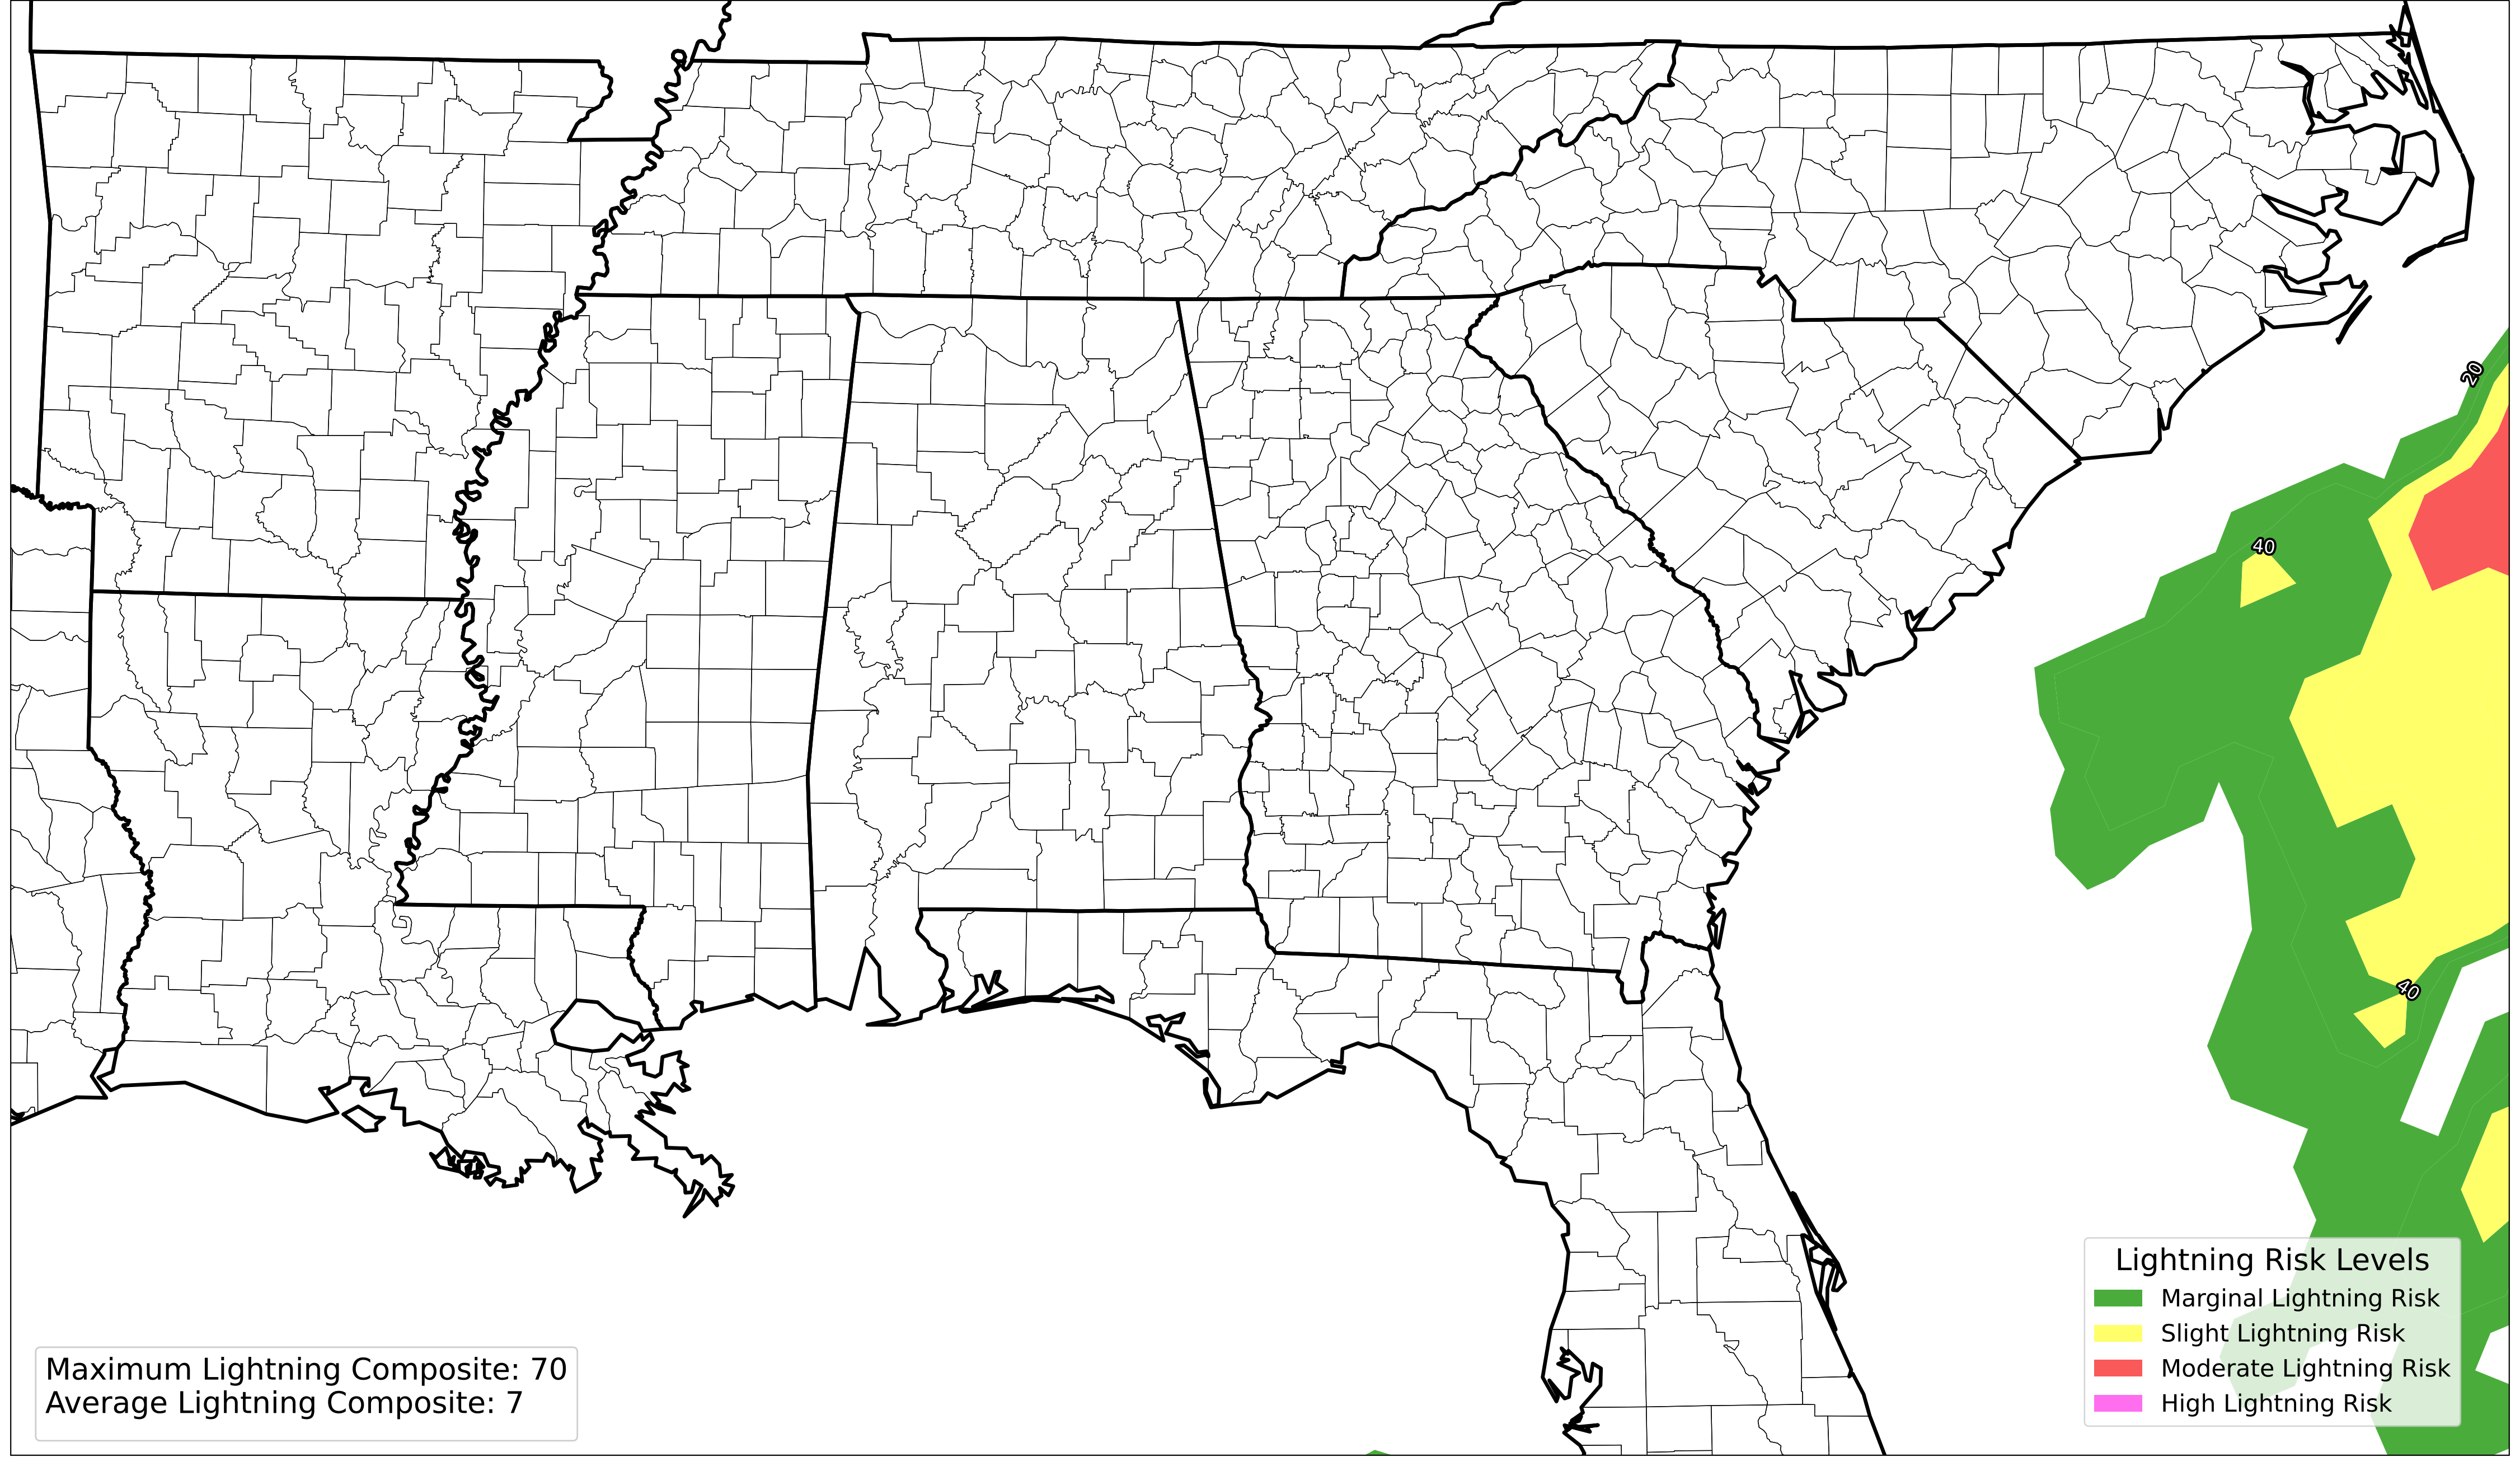 20
40
40
Lightning Risk Levels
Marginal Lightning Risk
Slight Lightning Risk
Moderate Lightning Risk
High Lightning Risk
Maximum Lightning Composite: 70
Average Lightning Composite: 7